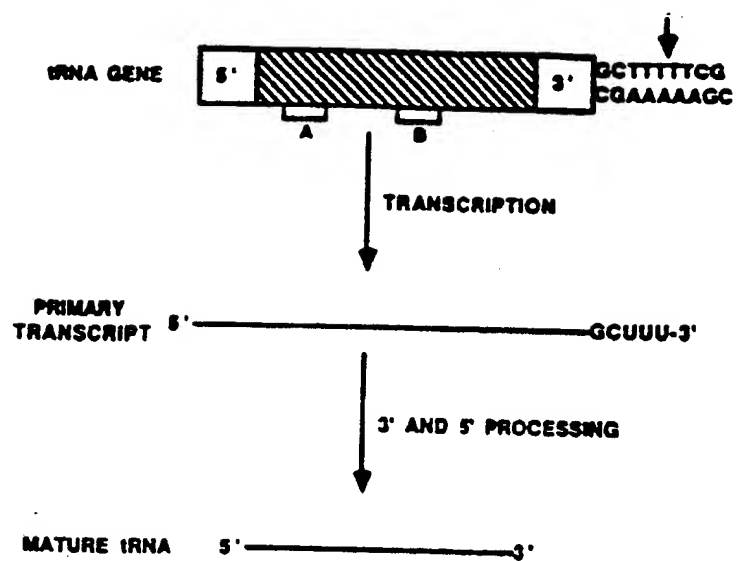 tRNA GENE
5' 3' GCTTTTTCG
CGAAAAAGC
A B
TRANSCRIPTION
PRIMARY
TRANSCRIPT 5' GCUUU-3'
3' AND 5' PROCESSING
MATURE tRNA 5' 3'